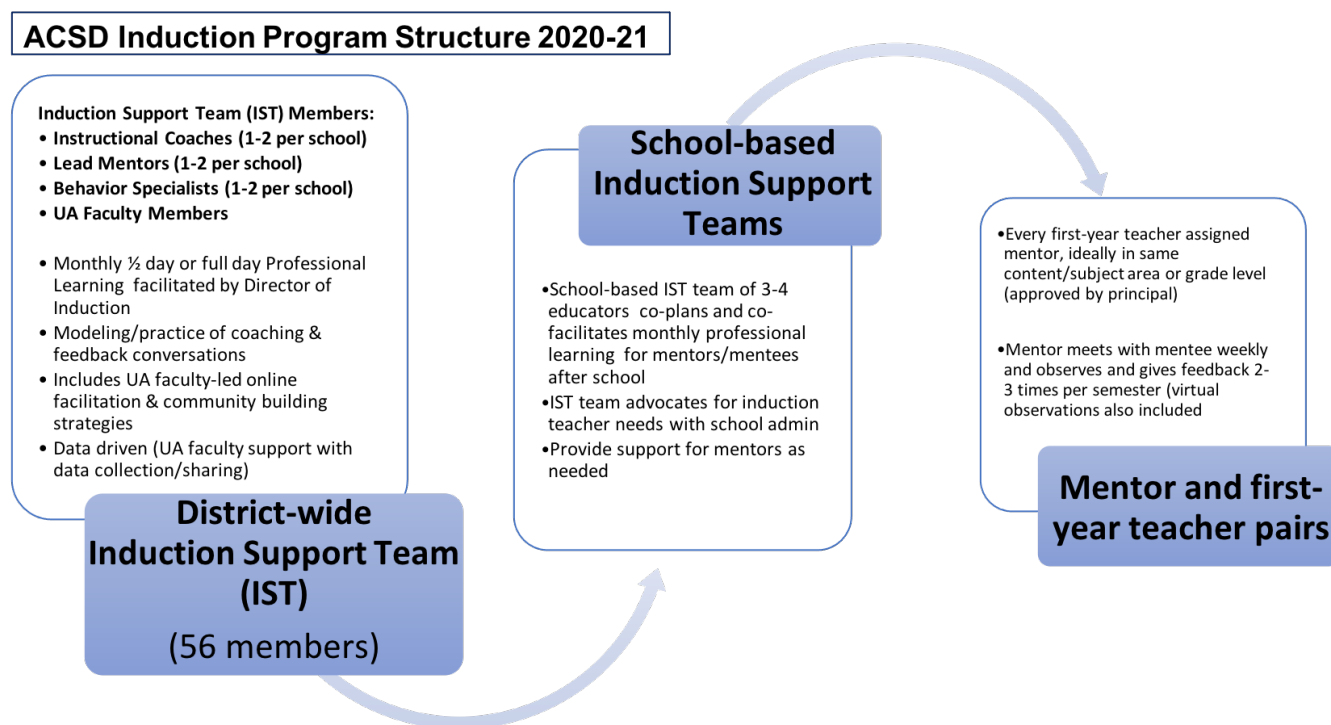 ACSD Induction Program Structure 2020-21
Induction Support Team (IST) Members:
• Instructional Coaches (1-2 per school)
• Lead Mentors (1-2 per school)
• Behavior Specialists (1-2 per school)
• UA Faculty Members
• Monthly ½ day or full day Professional
Learning facilitated by Director of
Induction
• Modeling/practice of coaching &
feedback conversations
• Includes UA faculty-led online
facilitation & community building
strategies
• Data driven (UA faculty support with
data collection/sharing)
District-wide
Induction Support Team
(IST)
(56 members)
School-based
Induction Support
Teams
•School-based IST team of 3-4
educators co-plans and co-
facilitates monthly professional
learning for mentors/mentees
after school
•IST team advocates for induction
teacher needs with school admin
•Provide support for mentors as
needed
•Every first-year teacher assigned
mentor, ideally in same
content/subject area or grade level
(approved by principal)
•Mentor meets with mentee weekly
and observes and gives feedback 2-
3 times per semester (virtual
observations also included
Mentor and first-
year teacher pairs